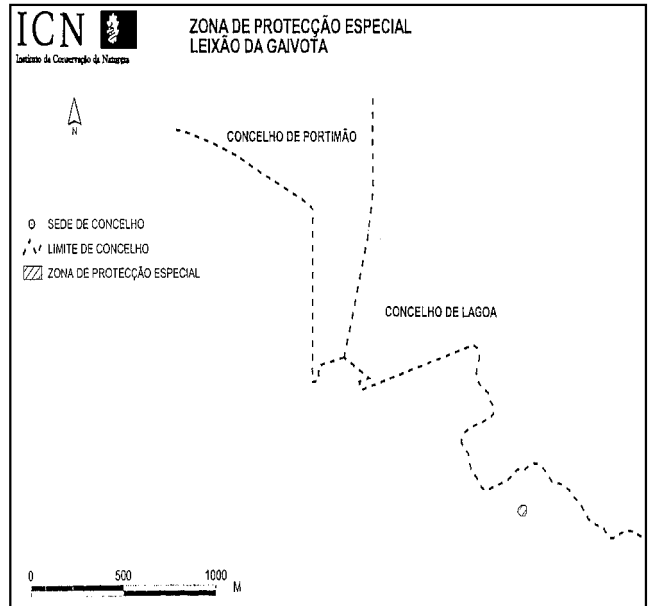 ICN
Instituto da Conservação da Natureza
ZONA DE PROTECÇÃO ESPECIAL
LEIXÃO DA GAIVOTA
N
CONCELHO DE PORTIMÃO
SEDE DE CONCELHO
LIMITE DE CONCELHO
ZONA DE PROTECÇÃO ESPECIAL
CONCELHO DE LAGOA
0 500 1000 M